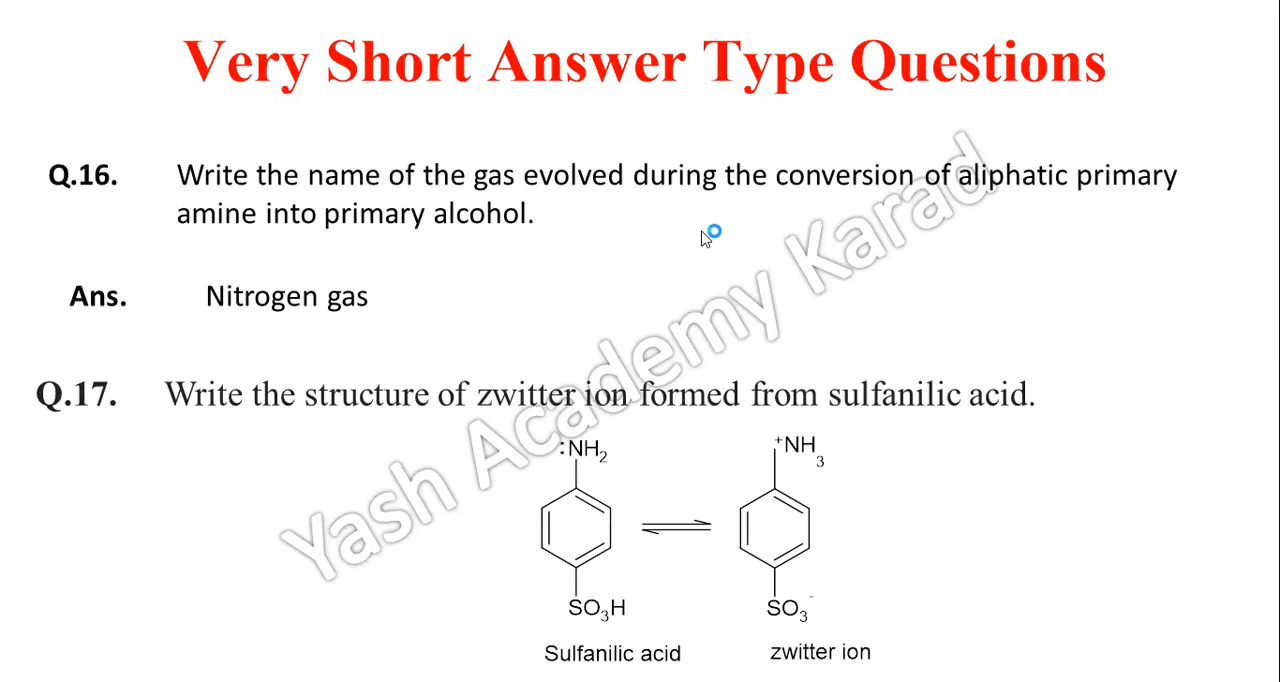 Very Short Answer Type Questions
Q.16. Write the name of the gas evolved during the conversion of aliphatic primary
amine into primary alcohol.
Ans. Nitrogen gas
Q.17. Write the structure of zwitter ion formed from sulfanilic acid.
:NH₂ ⁺NH₃
SO₃H SO₃⁻
Sulfanilic acid zwitter ion
Yash Academy Karad